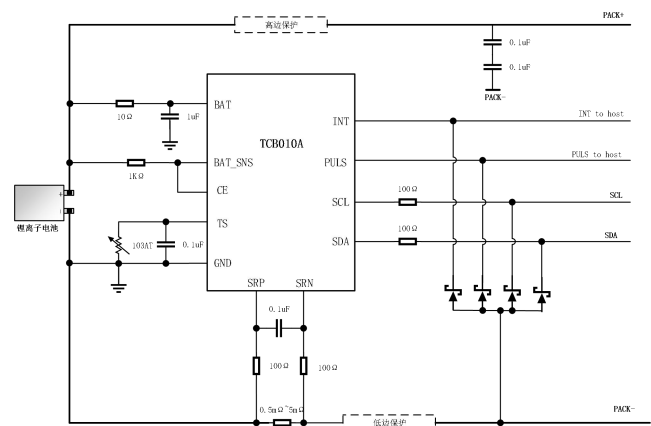 高边保护
PACK+
0.1uF
0.1uF
PACK-
10Ω
1uF
BAT
TCB010A
INT
INT to host
1KΩ
BAT_SNS
PULS
PULS to host
CE
100Ω
SCL
SCL
锂离子电池
+
-
103AT
0.1uF
TS
100Ω
SDA
SDA
GND
SRP
SRN
0.1uF
100Ω
100Ω
0.5mΩ~5mΩ
低边保护
PACK-